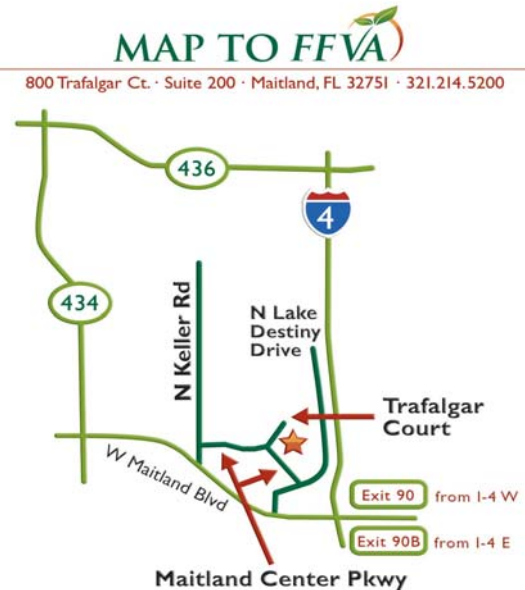 MAP TO FFVA
800 Trafalgar Ct. · Suite 200 · Maitland, FL 32751 · 321.214.5200
436
4
434
N Keller Rd
N Lake
Destiny
Drive
Trafalgar
Court
W Maitland Blvd
Exit 90 from I-4 W
Exit 90B from I-4 E
Maitland Center Pkwy